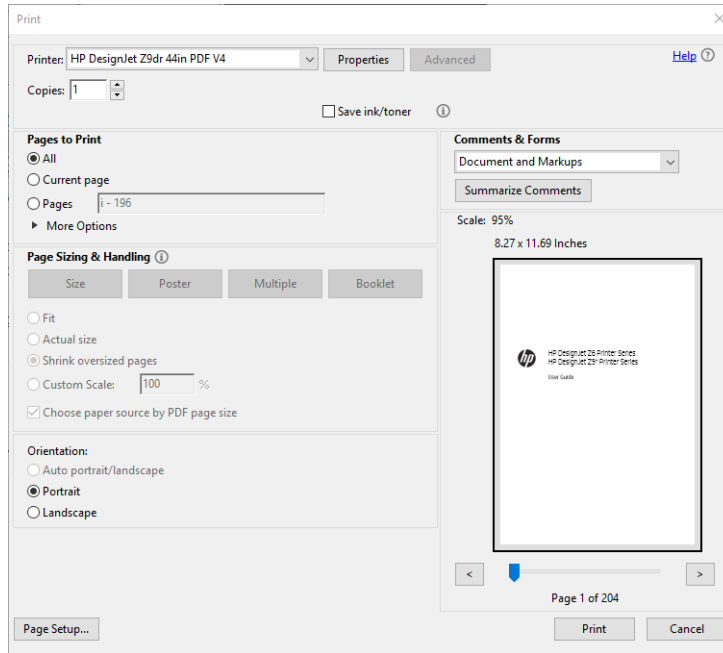 Print
Printer: HP DesignJet Z9dr 44in PDF V4 Properties Advanced Help
Copies: 1
Save ink/toner
Pages to Print
All
Current page
Pages i - 196
More Options
Page Sizing & Handling
Size Poster Multiple Booklet
Fit
Actual size
Shrink oversized pages
Custom Scale: 100 %
Choose paper source by PDF page size
Orientation:
Auto portrait/landscape
Portrait
Landscape
Comments & Forms
Document and Markups
Summarize Comments
Scale: 95%
8.27 x 11.69 Inches
hp
HP DesignJet Z6 Printer Series
HP DesignJet Z9⁺ Printer Series
User Guide
< >
Page 1 of 204
Page Setup... Print Cancel